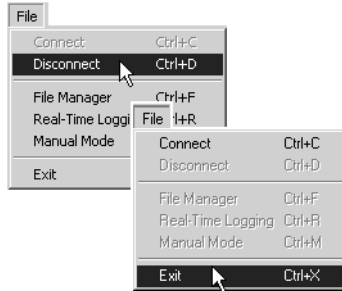 File
Connect Ctrl+C
Disconnect Ctrl+D
File Manager Ctrl+F
Real-Time Loggi
Manual Mode
Exit
File
Connect Ctrl+C
Disconnect Ctrl+D
File Manager Ctrl+F
Real-Time Logging Ctrl+R
Manual Mode Ctrl+M
Exit Ctrl+X